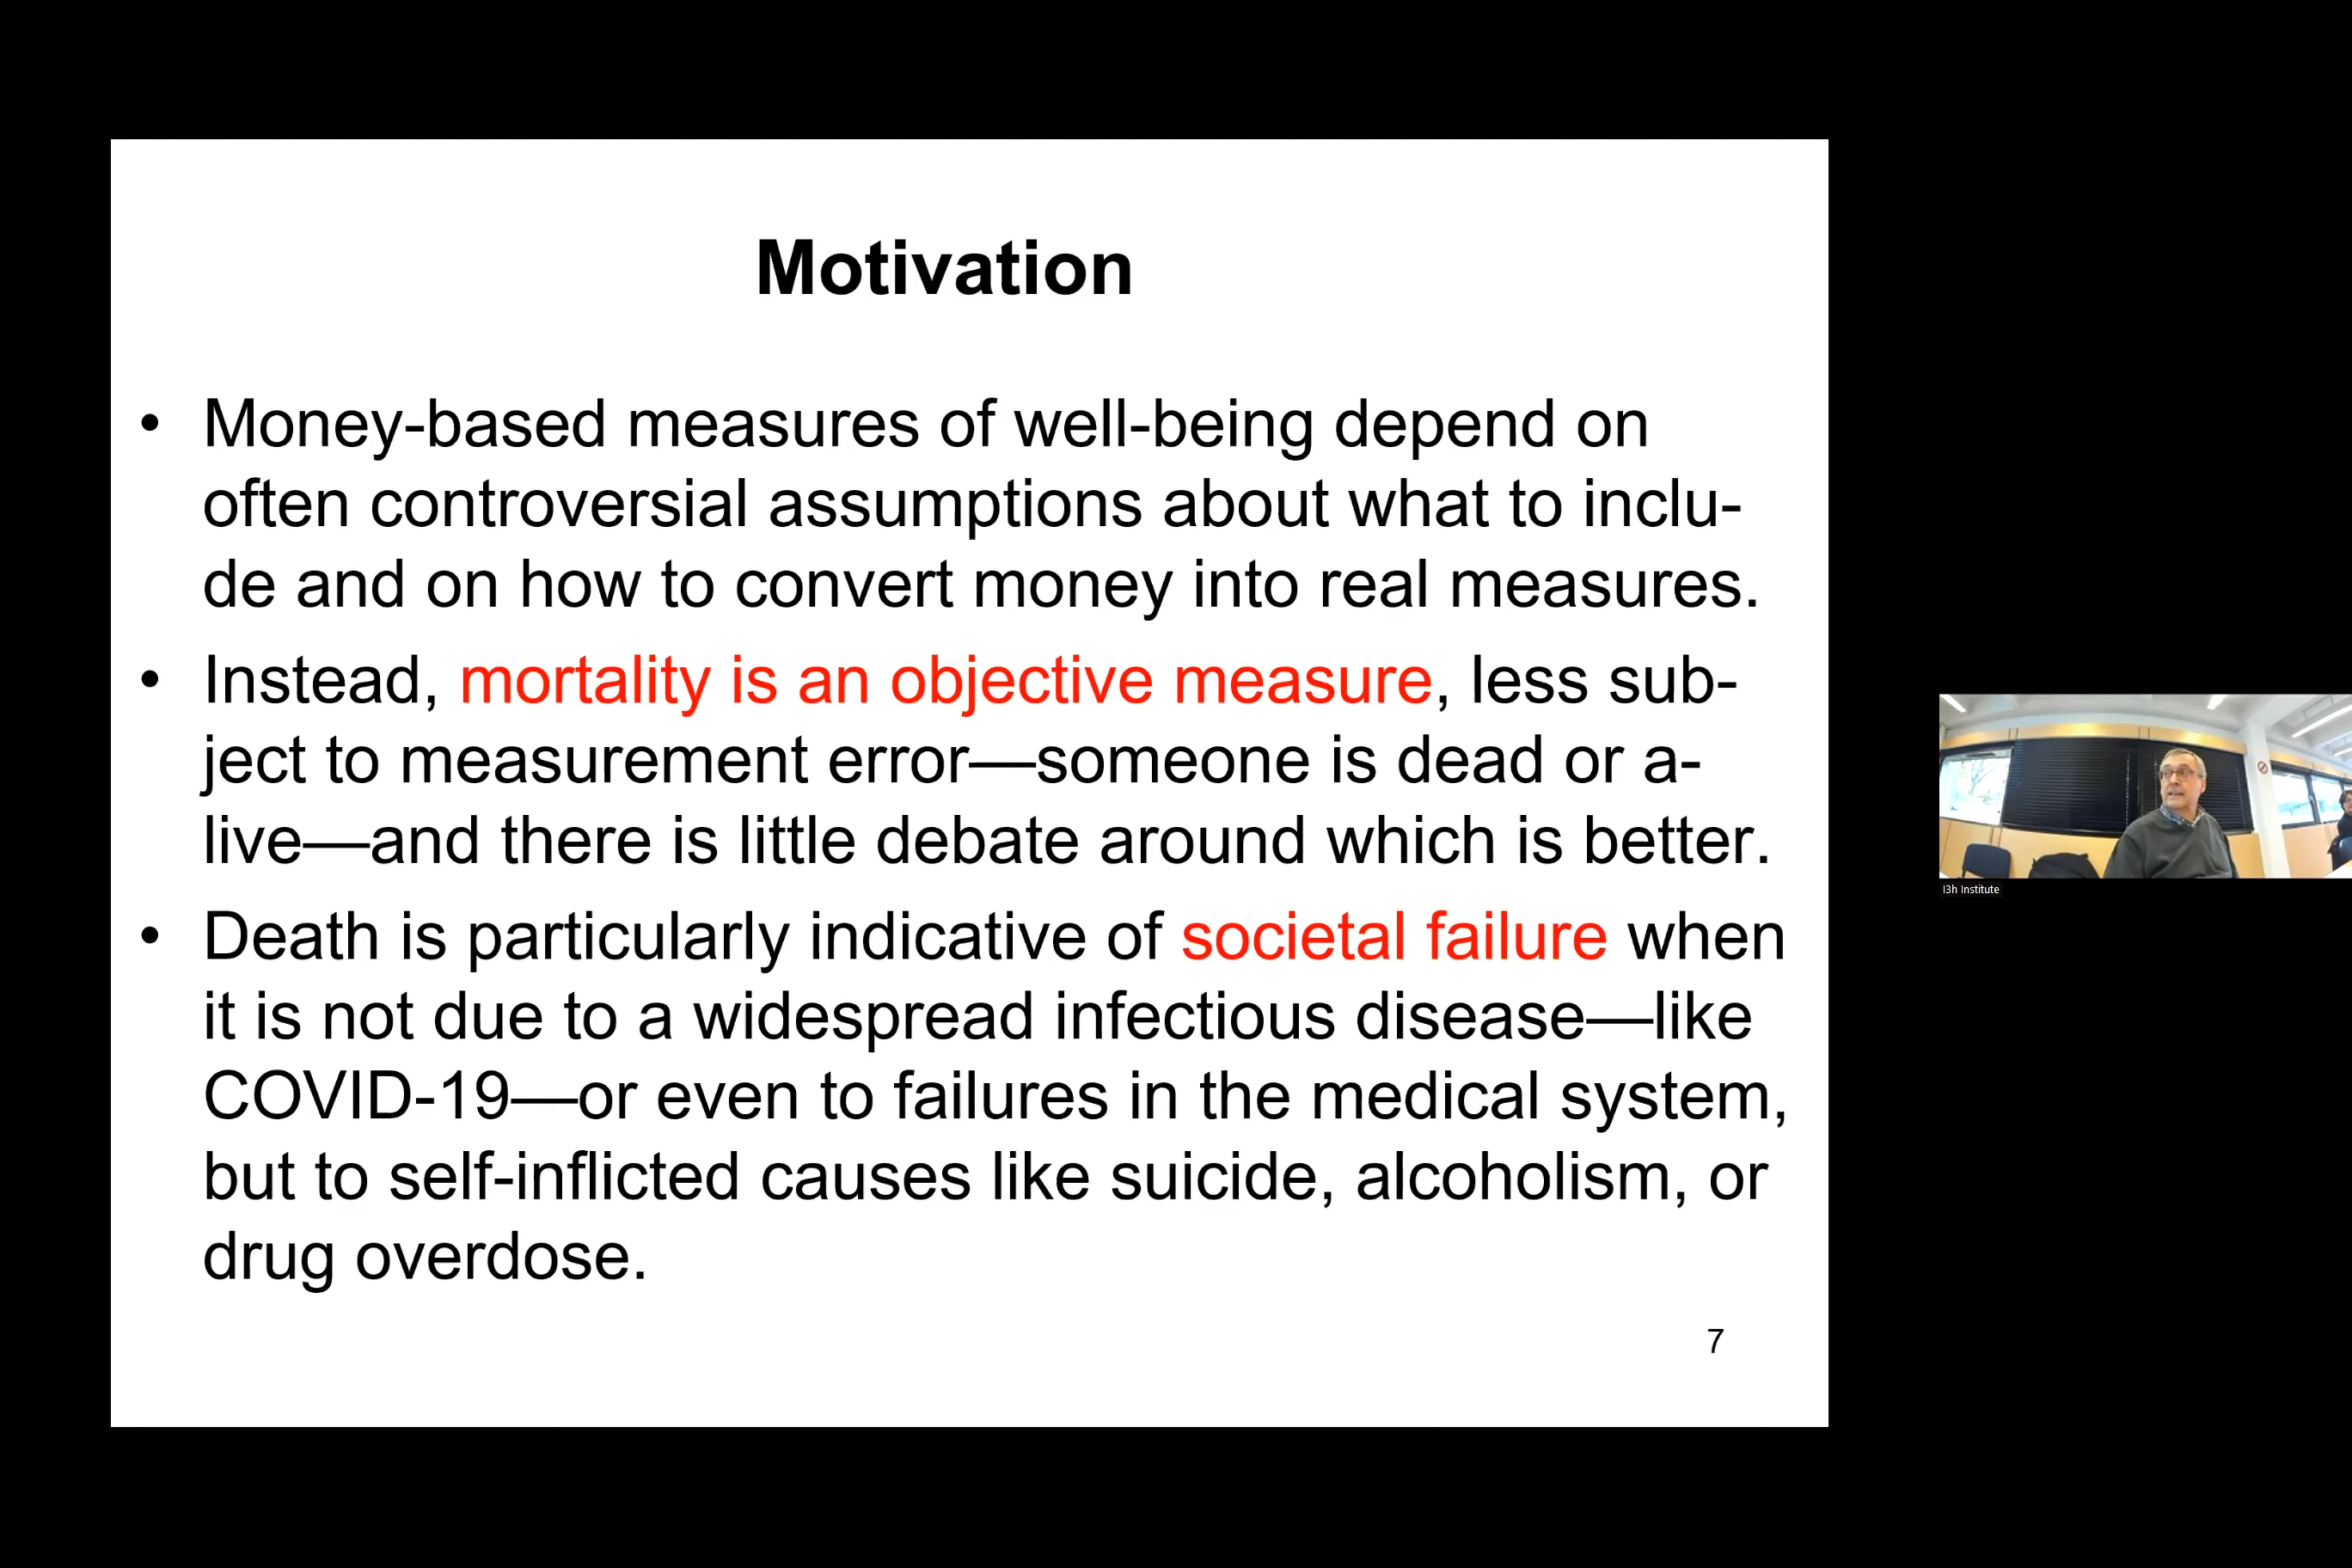 Motivation
• Money-based measures of well-being depend on
often controversial assumptions about what to inclu-
de and on how to convert money into real measures.
• Instead, mortality is an objective measure, less sub-
ject to measurement error—someone is dead or a-
live—and there is little debate around which is better.
• Death is particularly indicative of societal failure when
it is not due to a widespread infectious disease—like
COVID-19—or even to failures in the medical system,
but to self-inflicted causes like suicide, alcoholism, or
drug overdose.
7
I3h Institute